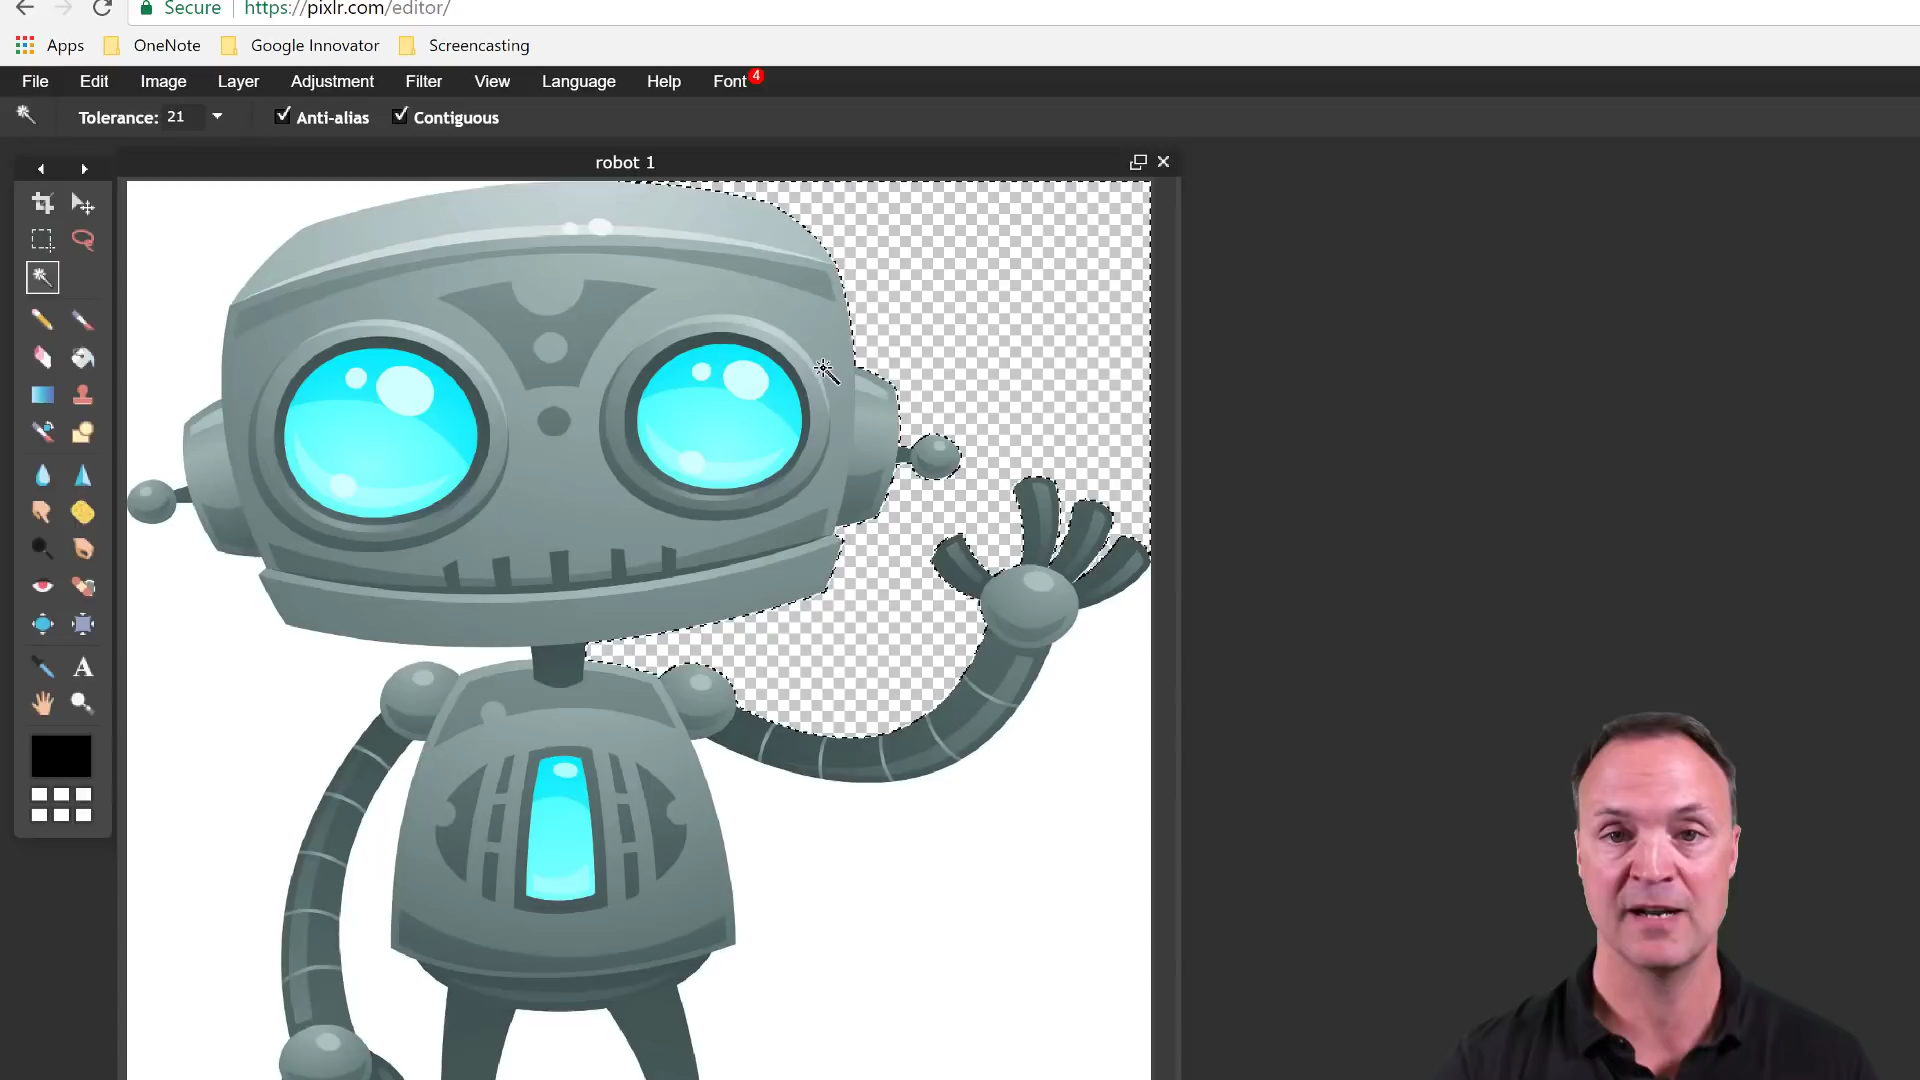 Secure https://pixlr.com/editor/
Apps OneNote Google Innovator Screencasting
File Edit Image Layer Adjustment Filter View Language Help Font 4
Tolerance: 21 Anti-alias Contiguous
robot 1
A